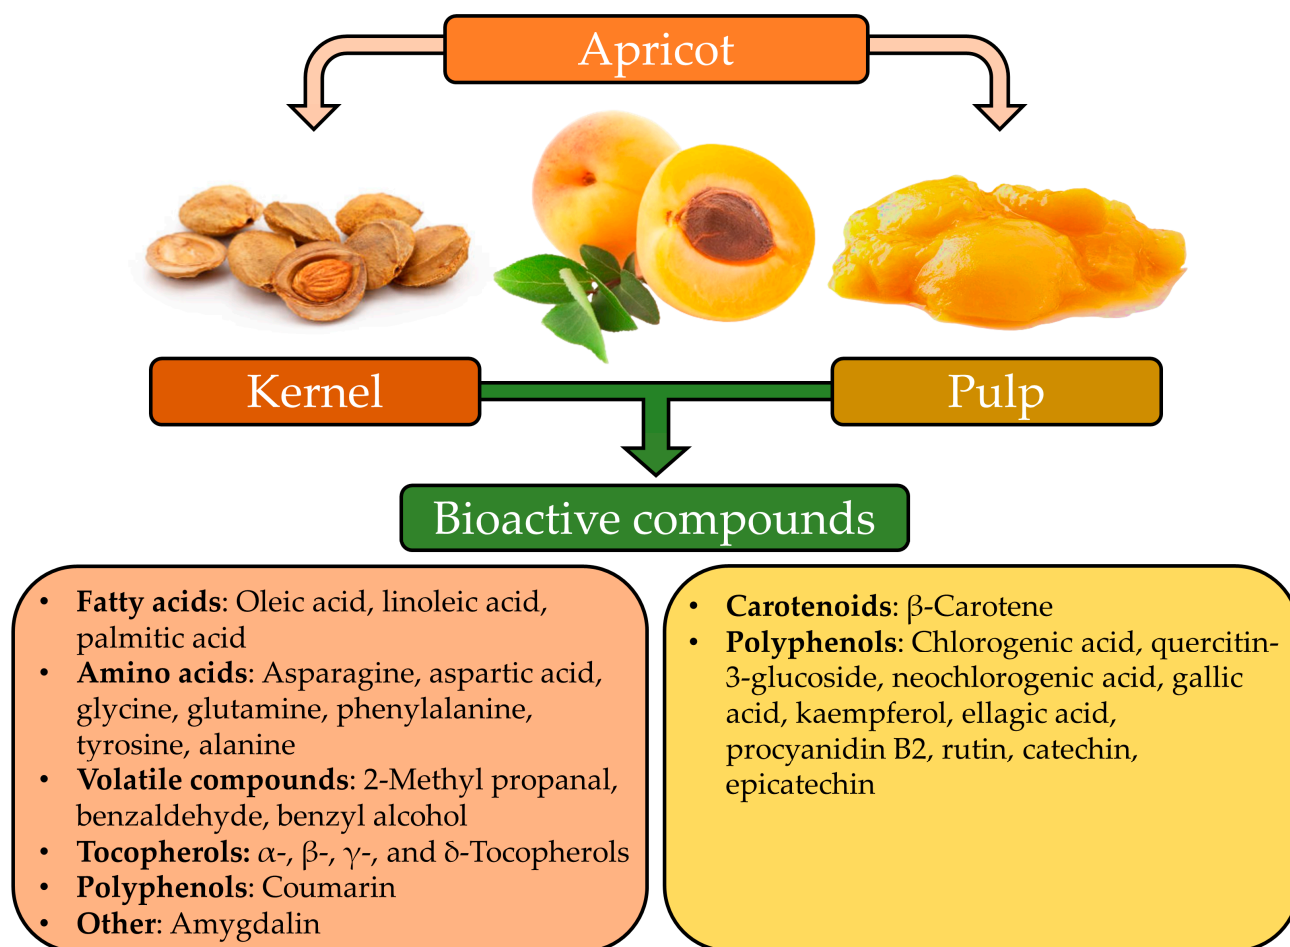 Apricot
Kernel
Pulp
Bioactive compounds
• Fatty acids: Oleic acid, linoleic acid,
palmitic acid
• Amino acids: Asparagine, aspartic acid,
glycine, glutamine, phenylalanine,
tyrosine, alanine
• Volatile compounds: 2-Methyl propanal,
benzaldehyde, benzyl alcohol
• Tocopherols: α-, β-, γ-, and δ-Tocopherols
• Polyphenols: Coumarin
• Other: Amygdalin
• Carotenoids: β-Carotene
• Polyphenols: Chlorogenic acid, quercitin-
3-glucoside, neochlorogenic acid, gallic
acid, kaempferol, ellagic acid,
procyanidin B2, rutin, catechin,
epicatechin